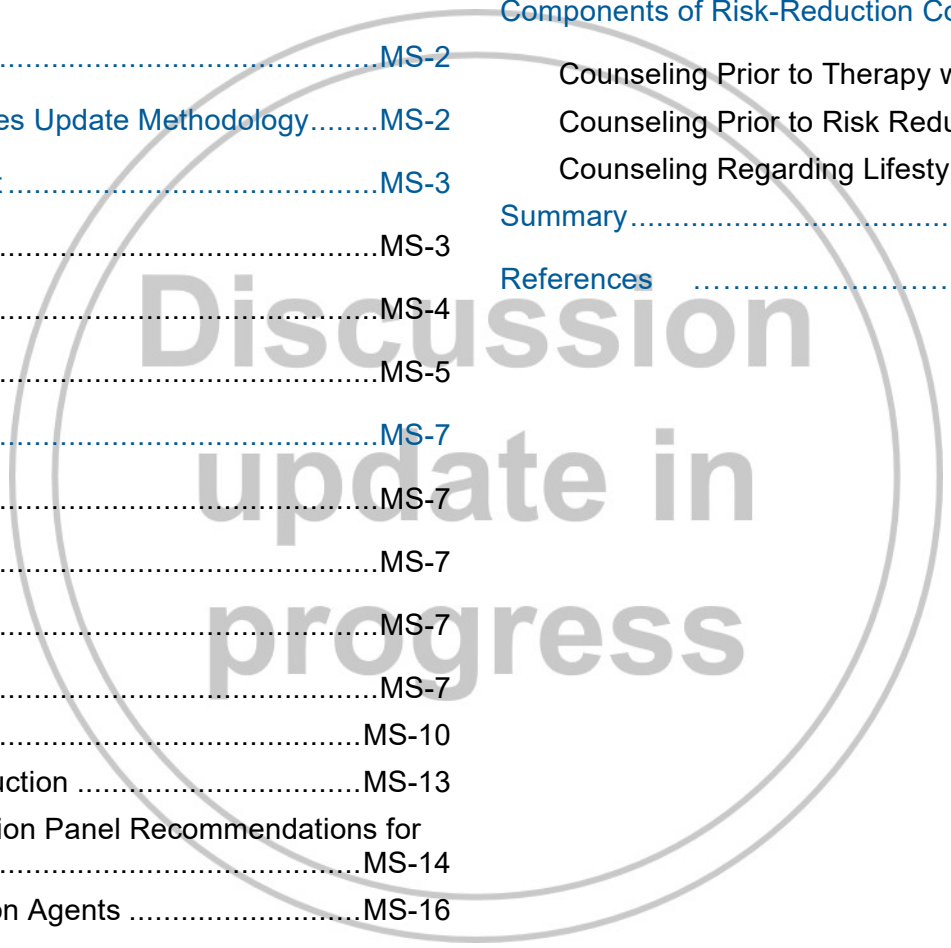 MS-2
es Update Methodology........MS-2
MS-3
MS-3
MS-4
MS-5
MS-7
MS-7
MS-7
MS-7
MS-7
MS-10
uction ..................................MS-13
ion Panel Recommendations for
MS-14
on Agents ............................MS-16
Components of Risk-Reduction Co
Counseling Prior to Therapy w
Counseling Prior to Risk Redu
Counseling Regarding Lifesty
Summary
References
Discussion
update in
progress